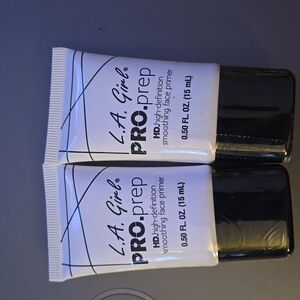 L.A. Girl®
PRO.prep
HD.high-definition
smoothing face primer
0.50 FL. OZ. (15 mL)
L.A. Girl®
PRO.prep
HD.high-definition
smoothing face primer
0.50 FL. OZ. (15 mL)